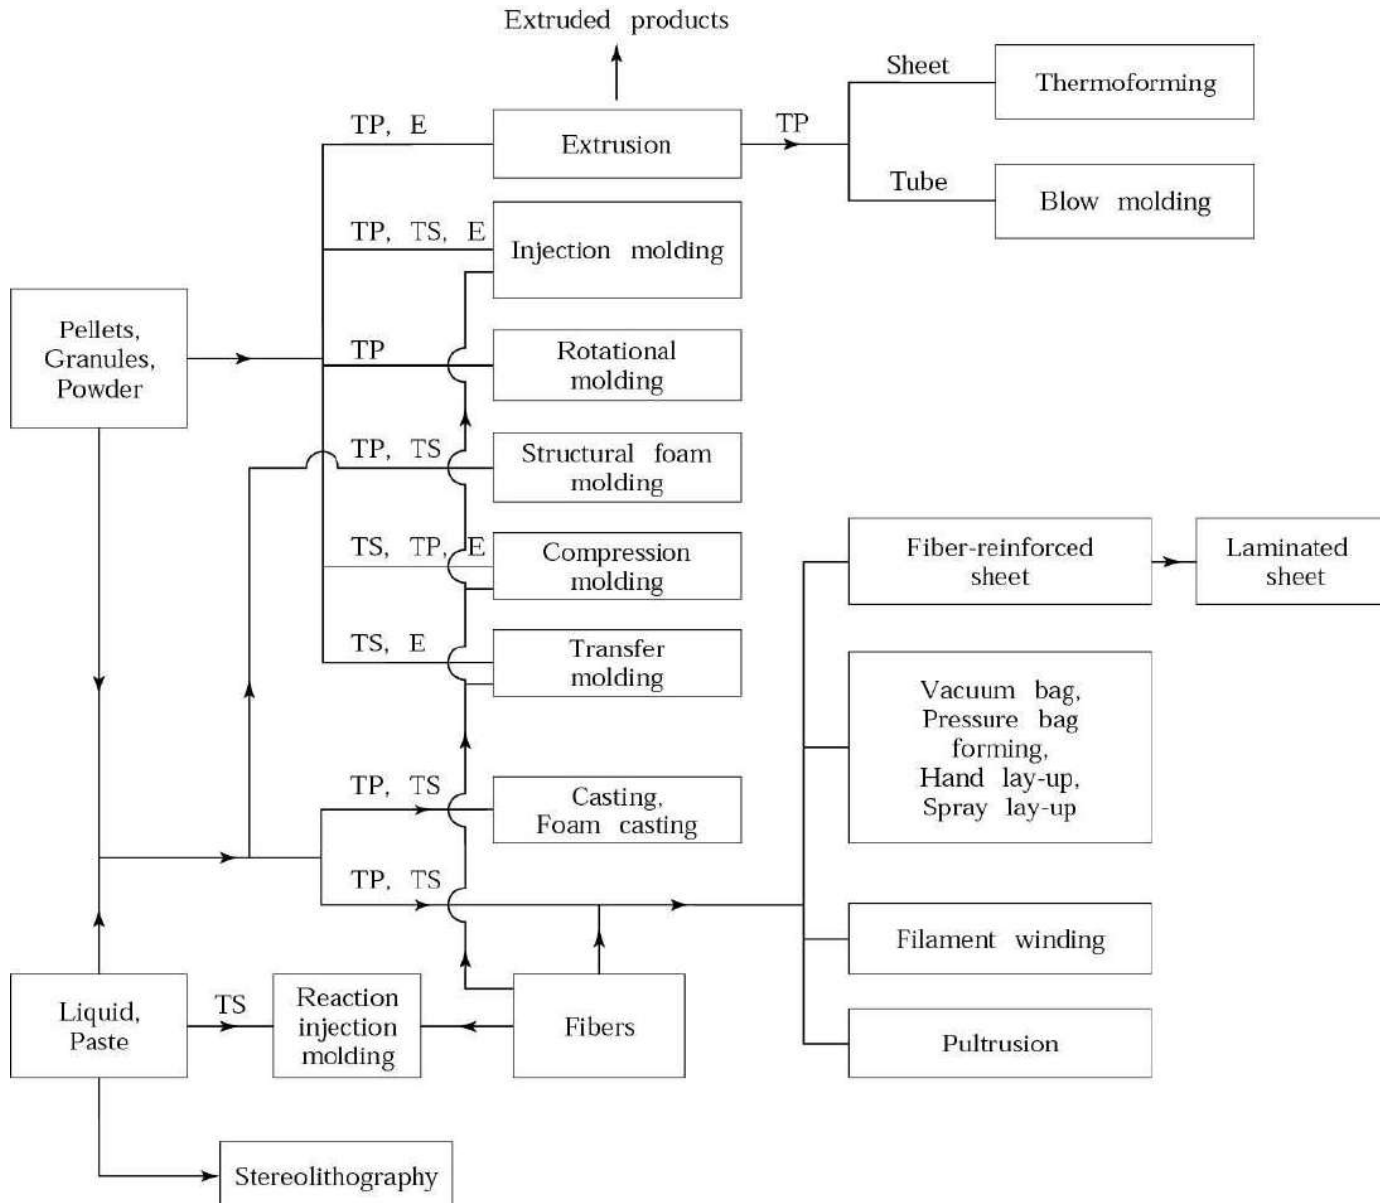 Extruded products
Sheet
Thermoforming
TP, E
Extrusion
TP
Tube
Blow molding
TP, TS, E
Injection molding
Pellets,
Granules,
Powder
TP
Rotational
molding
TP, TS
Structural foam
molding
TS, TP, E
Compression
molding
Fiber-reinforced
sheet
Laminated
sheet
TS, E
Transfer
molding
Vacuum bag,
Pressure bag
forming,
Hand lay-up,
Spray lay-up
TP, TS
Casting,
Foam casting
TP, TS
Filament winding
Liquid,
Paste
TS
Reaction
injection
molding
Fibers
Pultrusion
Stereolithography